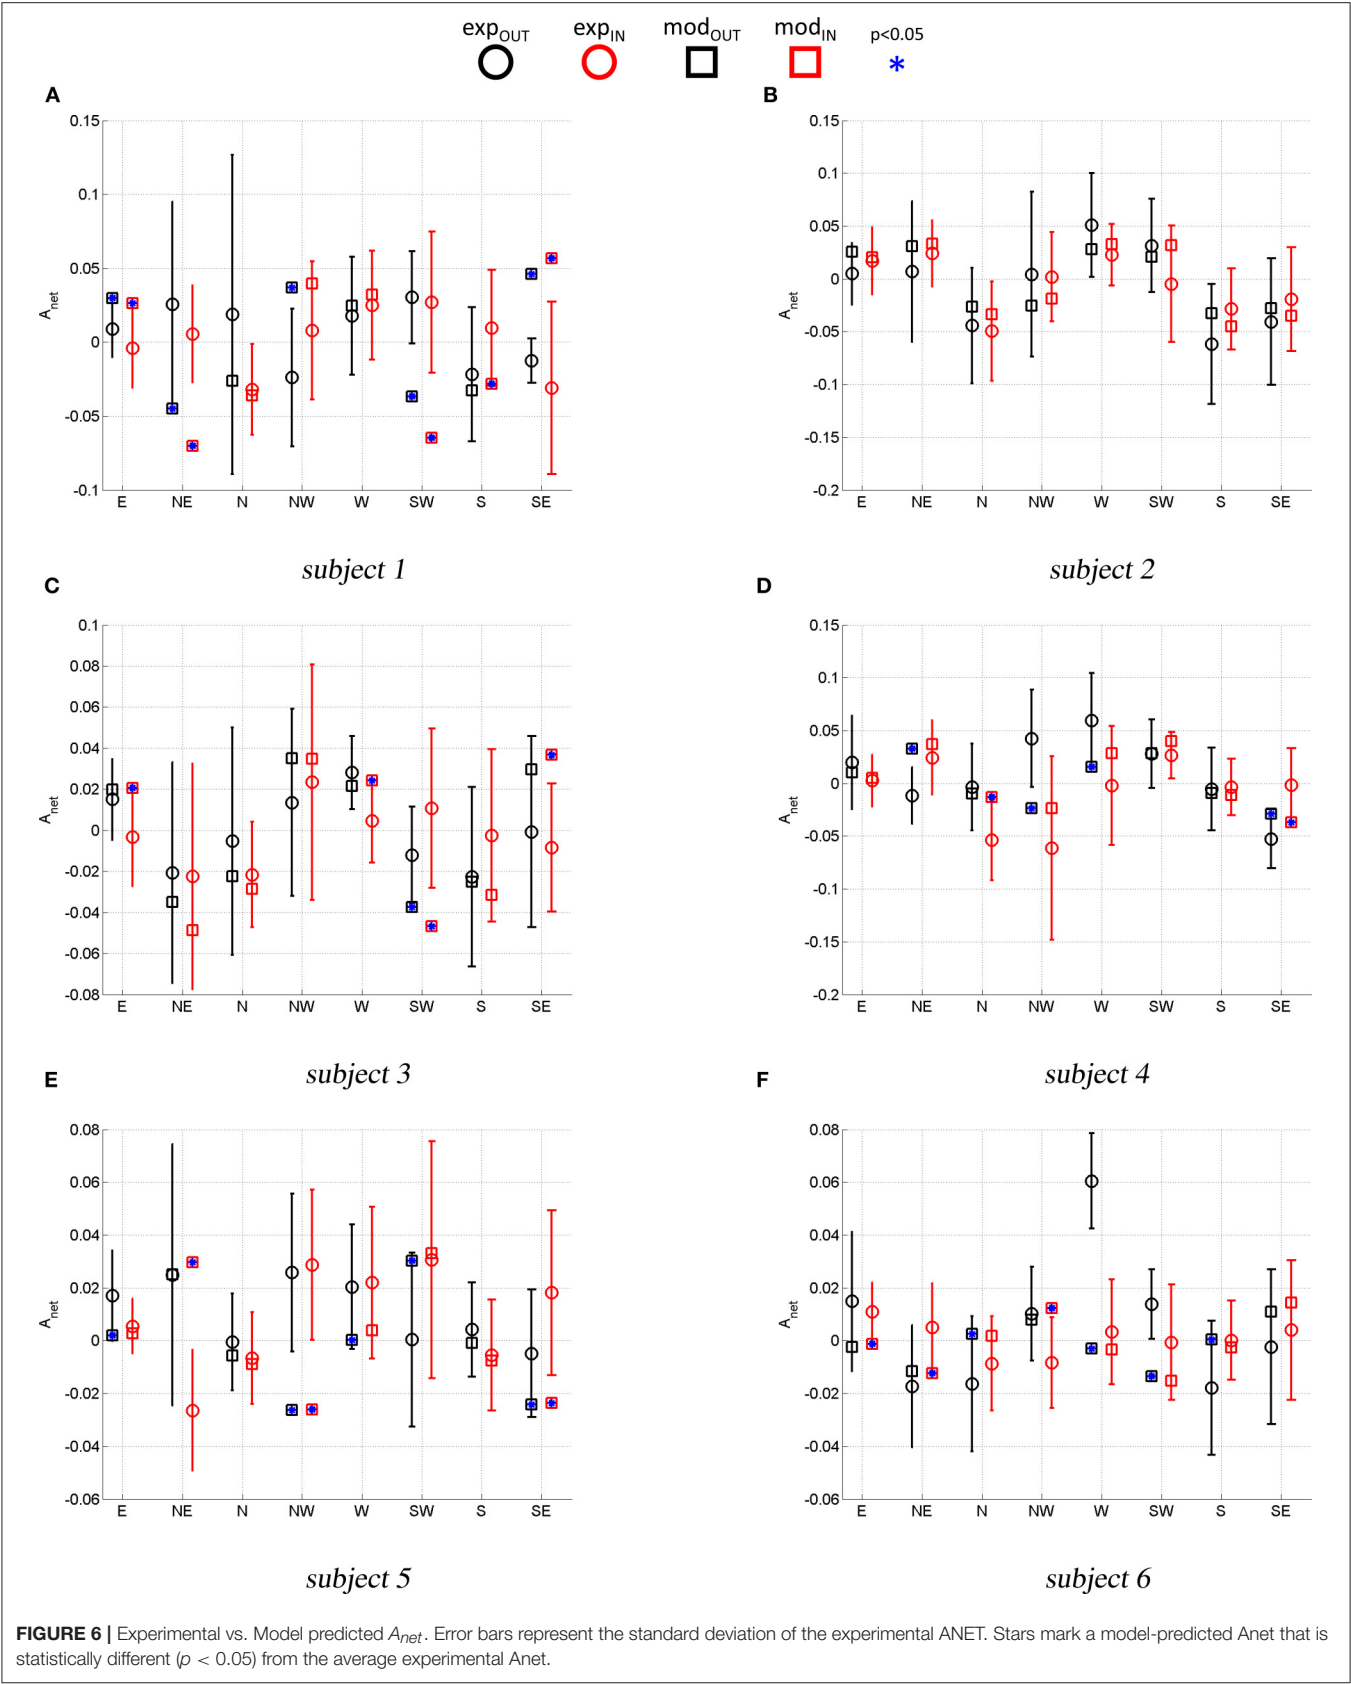 exp_OUT exp_IN mod_OUT mod_IN p<0.05
*
A B
0.15
0.1
0.05
0
-0.05
-0.1
A_net
E NE N NW W SW S SE
subject 1
0.15
0.1
0.05
0
-0.05
-0.1
-0.15
-0.2
A_net
E NE N NW W SW S SE
subject 2
C D
0.1
0.08
0.06
0.04
0.02
0
-0.02
-0.04
-0.06
-0.08
A_net
E NE N NW W SW S SE
subject 3
0.15
0.1
0.05
0
-0.05
-0.1
-0.15
-0.2
A_net
E NE N NW W SW S SE
subject 4
E F
0.08
0.06
0.04
0.02
0
-0.02
-0.04
-0.06
A_net
E NE N NW W SW S SE
subject 5
0.08
0.06
0.04
0.02
0
-0.02
-0.04
-0.06
A_net
E NE N NW W SW S SE
subject 6
FIGURE 6 | Experimental vs. Model predicted A_net. Error bars represent the standard deviation of the experimental ANET. Stars mark a model-predicted Anet that is
statistically different (p < 0.05) from the average experimental Anet.